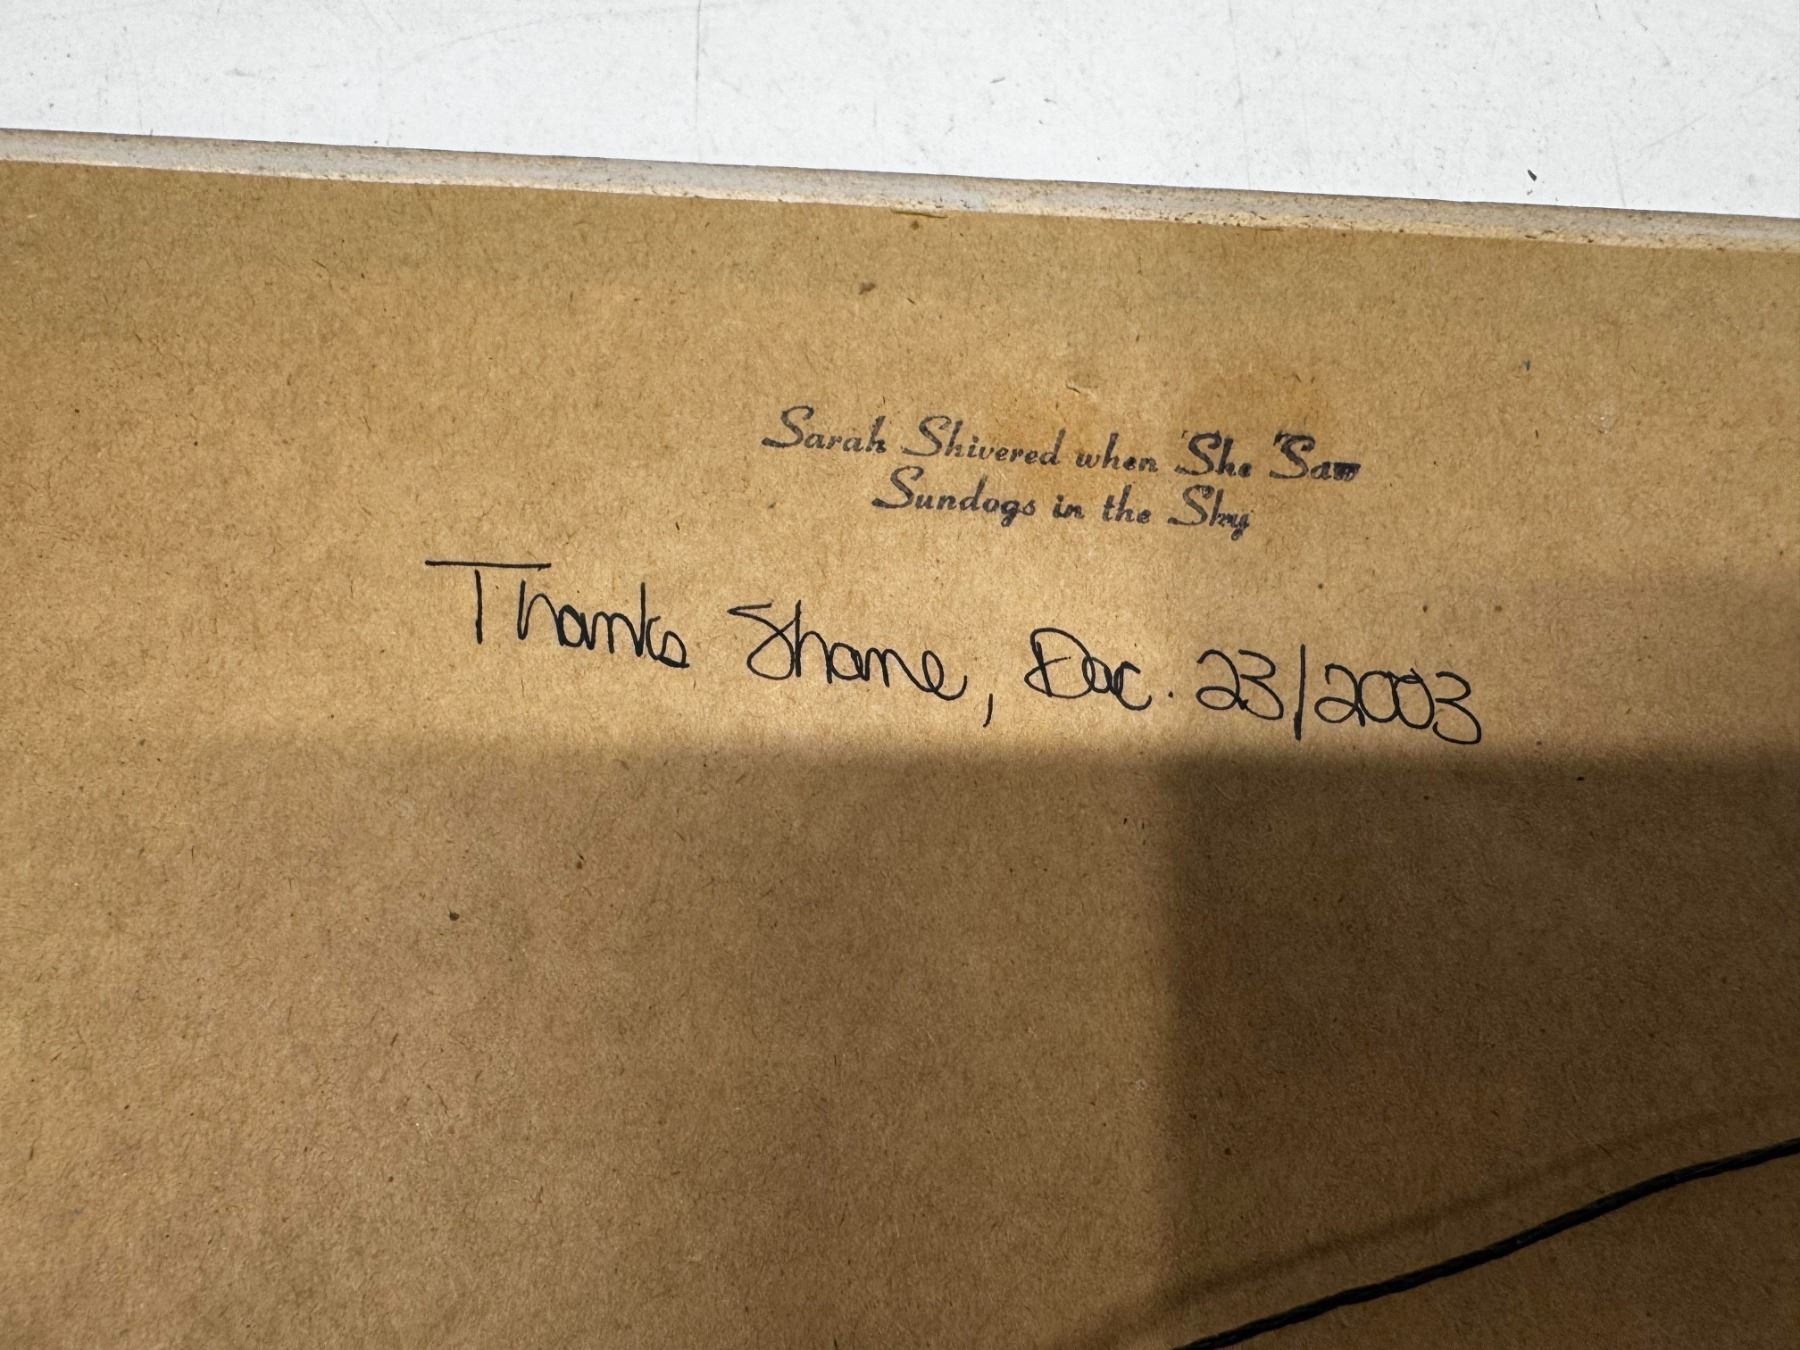 Sarah Shivered when She Saw
Sundogs in the Sky
Thanks Shane, Dec. 23/2003